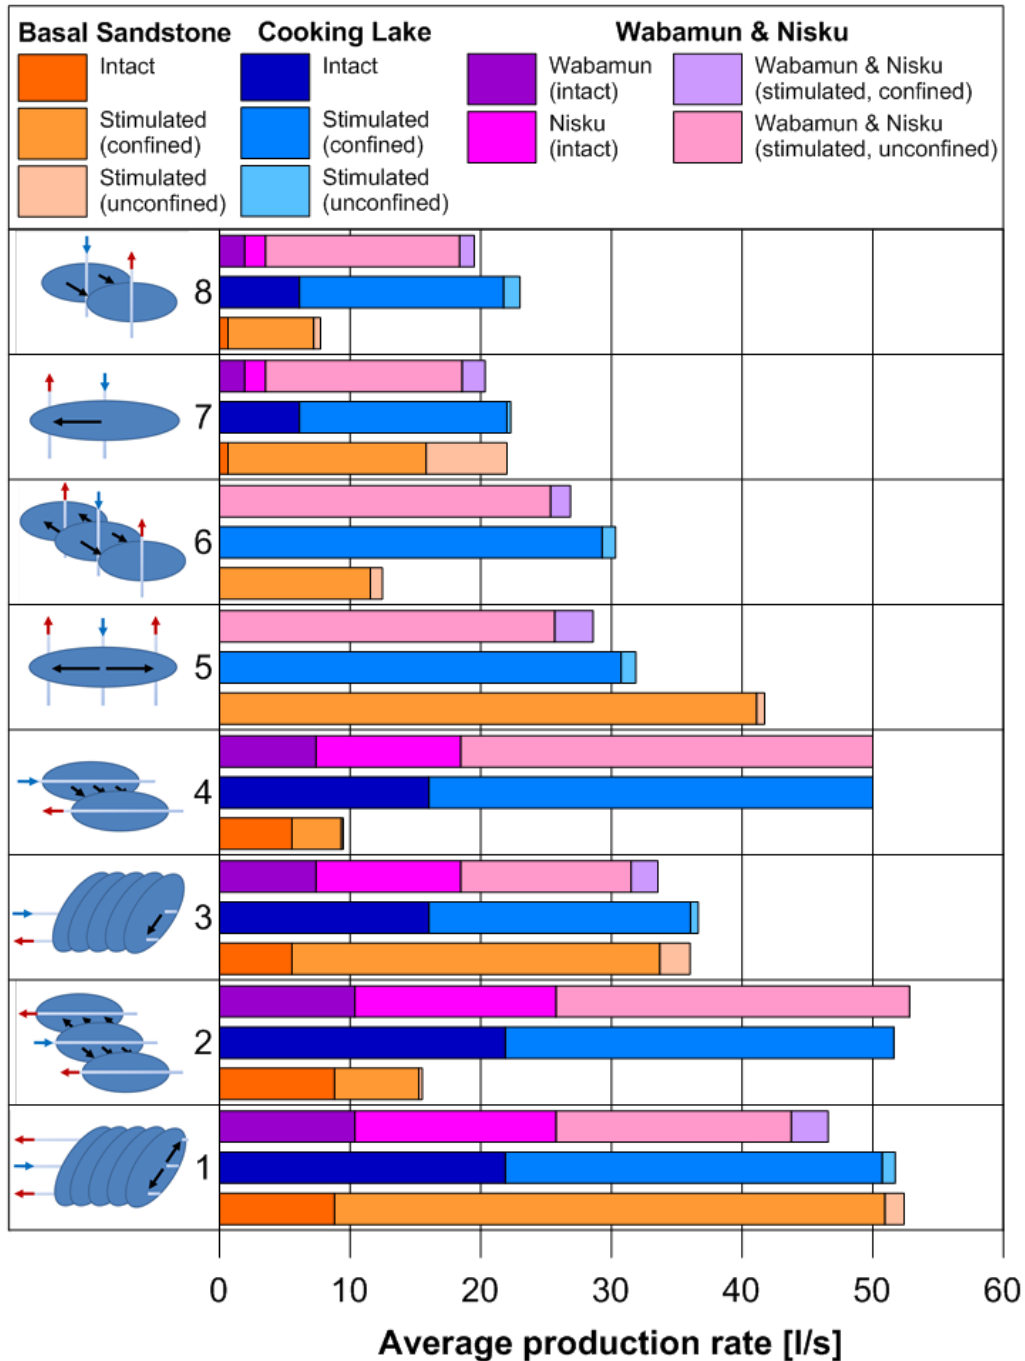 Basal Sandstone
Intact
Stimulated
(confined)
Stimulated
(unconfined)
Cooking Lake
Intact
Stimulated
(confined)
Stimulated
(unconfined)
Wabamun & Nisku
Wabamun
(intact)
Nisku
(intact)
Wabamun & Nisku
(stimulated, confined)
Wabamun & Nisku
(stimulated, unconfined)
8
7
6
5
4
3
2
1
0 10 20 30 40 50 60
Average production rate [l/s]